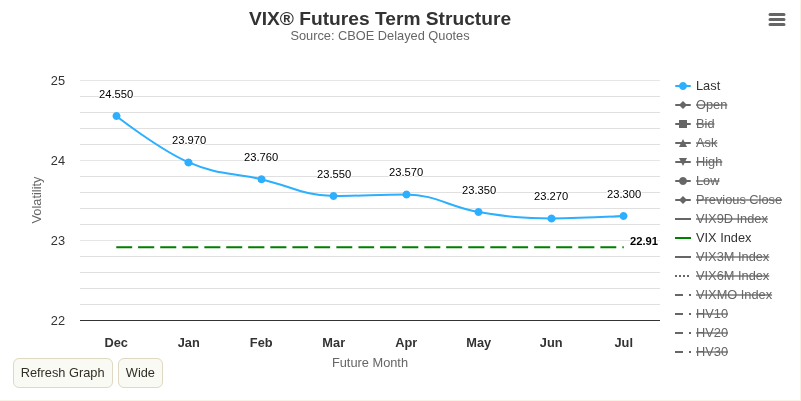 VIX® Futures Term Structure
Source: CBOE Delayed Quotes
25
24
23
22
Volatility
24.550
23.970
23.760
23.550
23.570
23.350
23.270
23.300
22.91
Dec Jan Feb Mar Apr May Jun Jul
Future Month
Last
Open
Bid
Ask
High
Low
Previous Close
VIX9D Index
VIX Index
VIX3M Index
VIX6M Index
VIXMO Index
HV10
HV20
HV30
Refresh Graph Wide